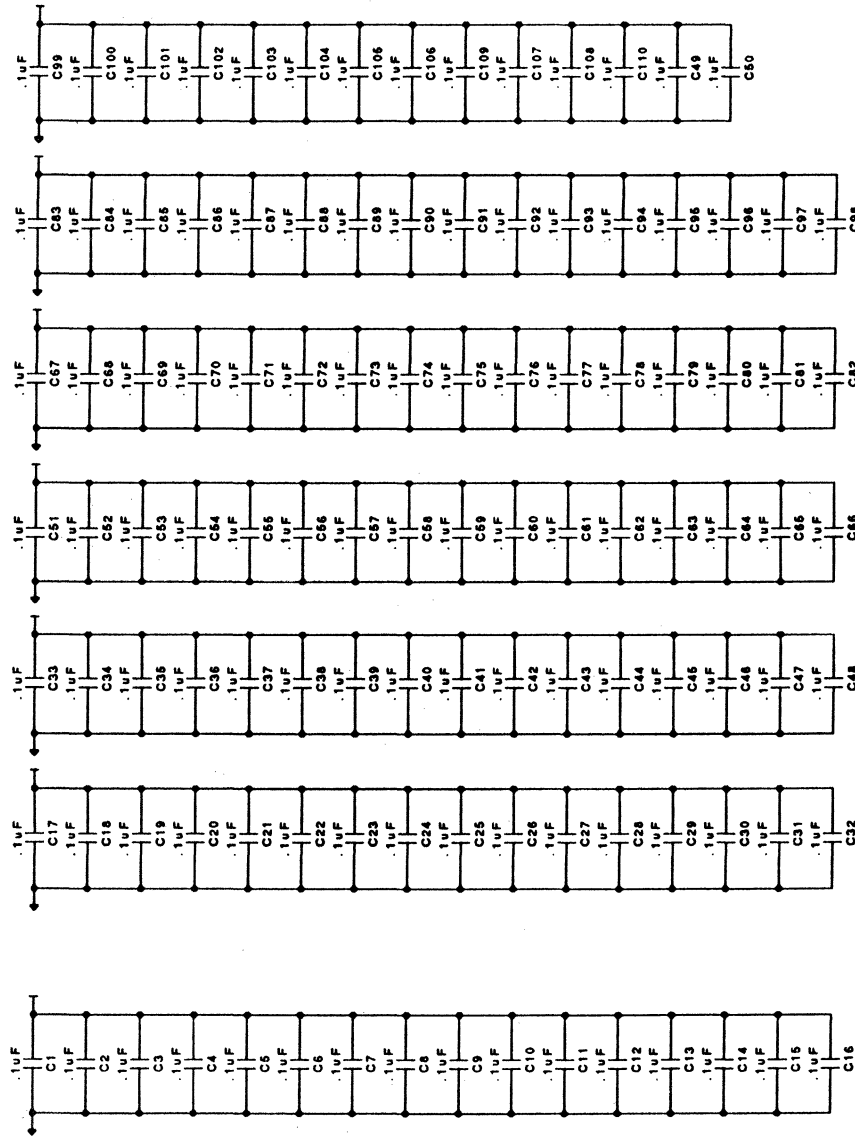 .1uF C99 .1uF C100 .1uF C101 .1uF C102 .1uF C103 .1uF C104 .1uF C105 .1uF C106 .1uF C109 .1uF C107 .1uF C108 .1uF C110 .1uF C49 .1uF C50
.1uF C83 .1uF C84 .1uF C85 .1uF C86 .1uF C87 .1uF C88 .1uF C89 .1uF C90 .1uF C91 .1uF C92 .1uF C93 .1uF C94 .1uF C95 .1uF C96 .1uF C97 .1uF C98
.1uF C67 .1uF C68 .1uF C69 .1uF C70 .1uF C71 .1uF C72 .1uF C73 .1uF C74 .1uF C75 .1uF C76 .1uF C77 .1uF C78 .1uF C79 .1uF C80 .1uF C81 .1uF C82
.1uF C51 .1uF C52 .1uF C53 .1uF C54 .1uF C55 .1uF C56 .1uF C57 .1uF C58 .1uF C59 .1uF C60 .1uF C61 .1uF C62 .1uF C63 .1uF C64 .1uF C65 .1uF C66
.1uF C33 .1uF C34 .1uF C35 .1uF C36 .1uF C37 .1uF C38 .1uF C39 .1uF C40 .1uF C41 .1uF C42 .1uF C43 .1uF C44 .1uF C45 .1uF C46 .1uF C47 .1uF C48
.1uF C17 .1uF C18 .1uF C19 .1uF C20 .1uF C21 .1uF C22 .1uF C23 .1uF C24 .1uF C25 .1uF C26 .1uF C27 .1uF C28 .1uF C29 .1uF C30 .1uF C31 .1uF C32
.1uF C1 .1uF C2 .1uF C3 .1uF C4 .1uF C5 .1uF C6 .1uF C7 .1uF C8 .1uF C9 .1uF C10 .1uF C11 .1uF C12 .1uF C13 .1uF C14 .1uF C15 .1uF C16